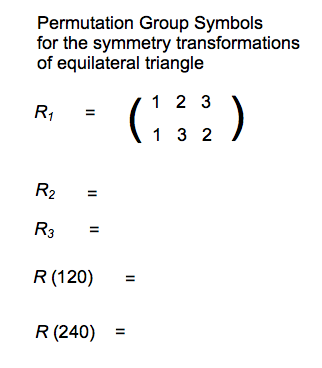 Permutation Group Symbols
for the symmetry transformations
of equilateral triangle
R₁ = ( 1 2 3
1 3 2 )
R₂ =
R₃ =
R (120) =
R (240) =